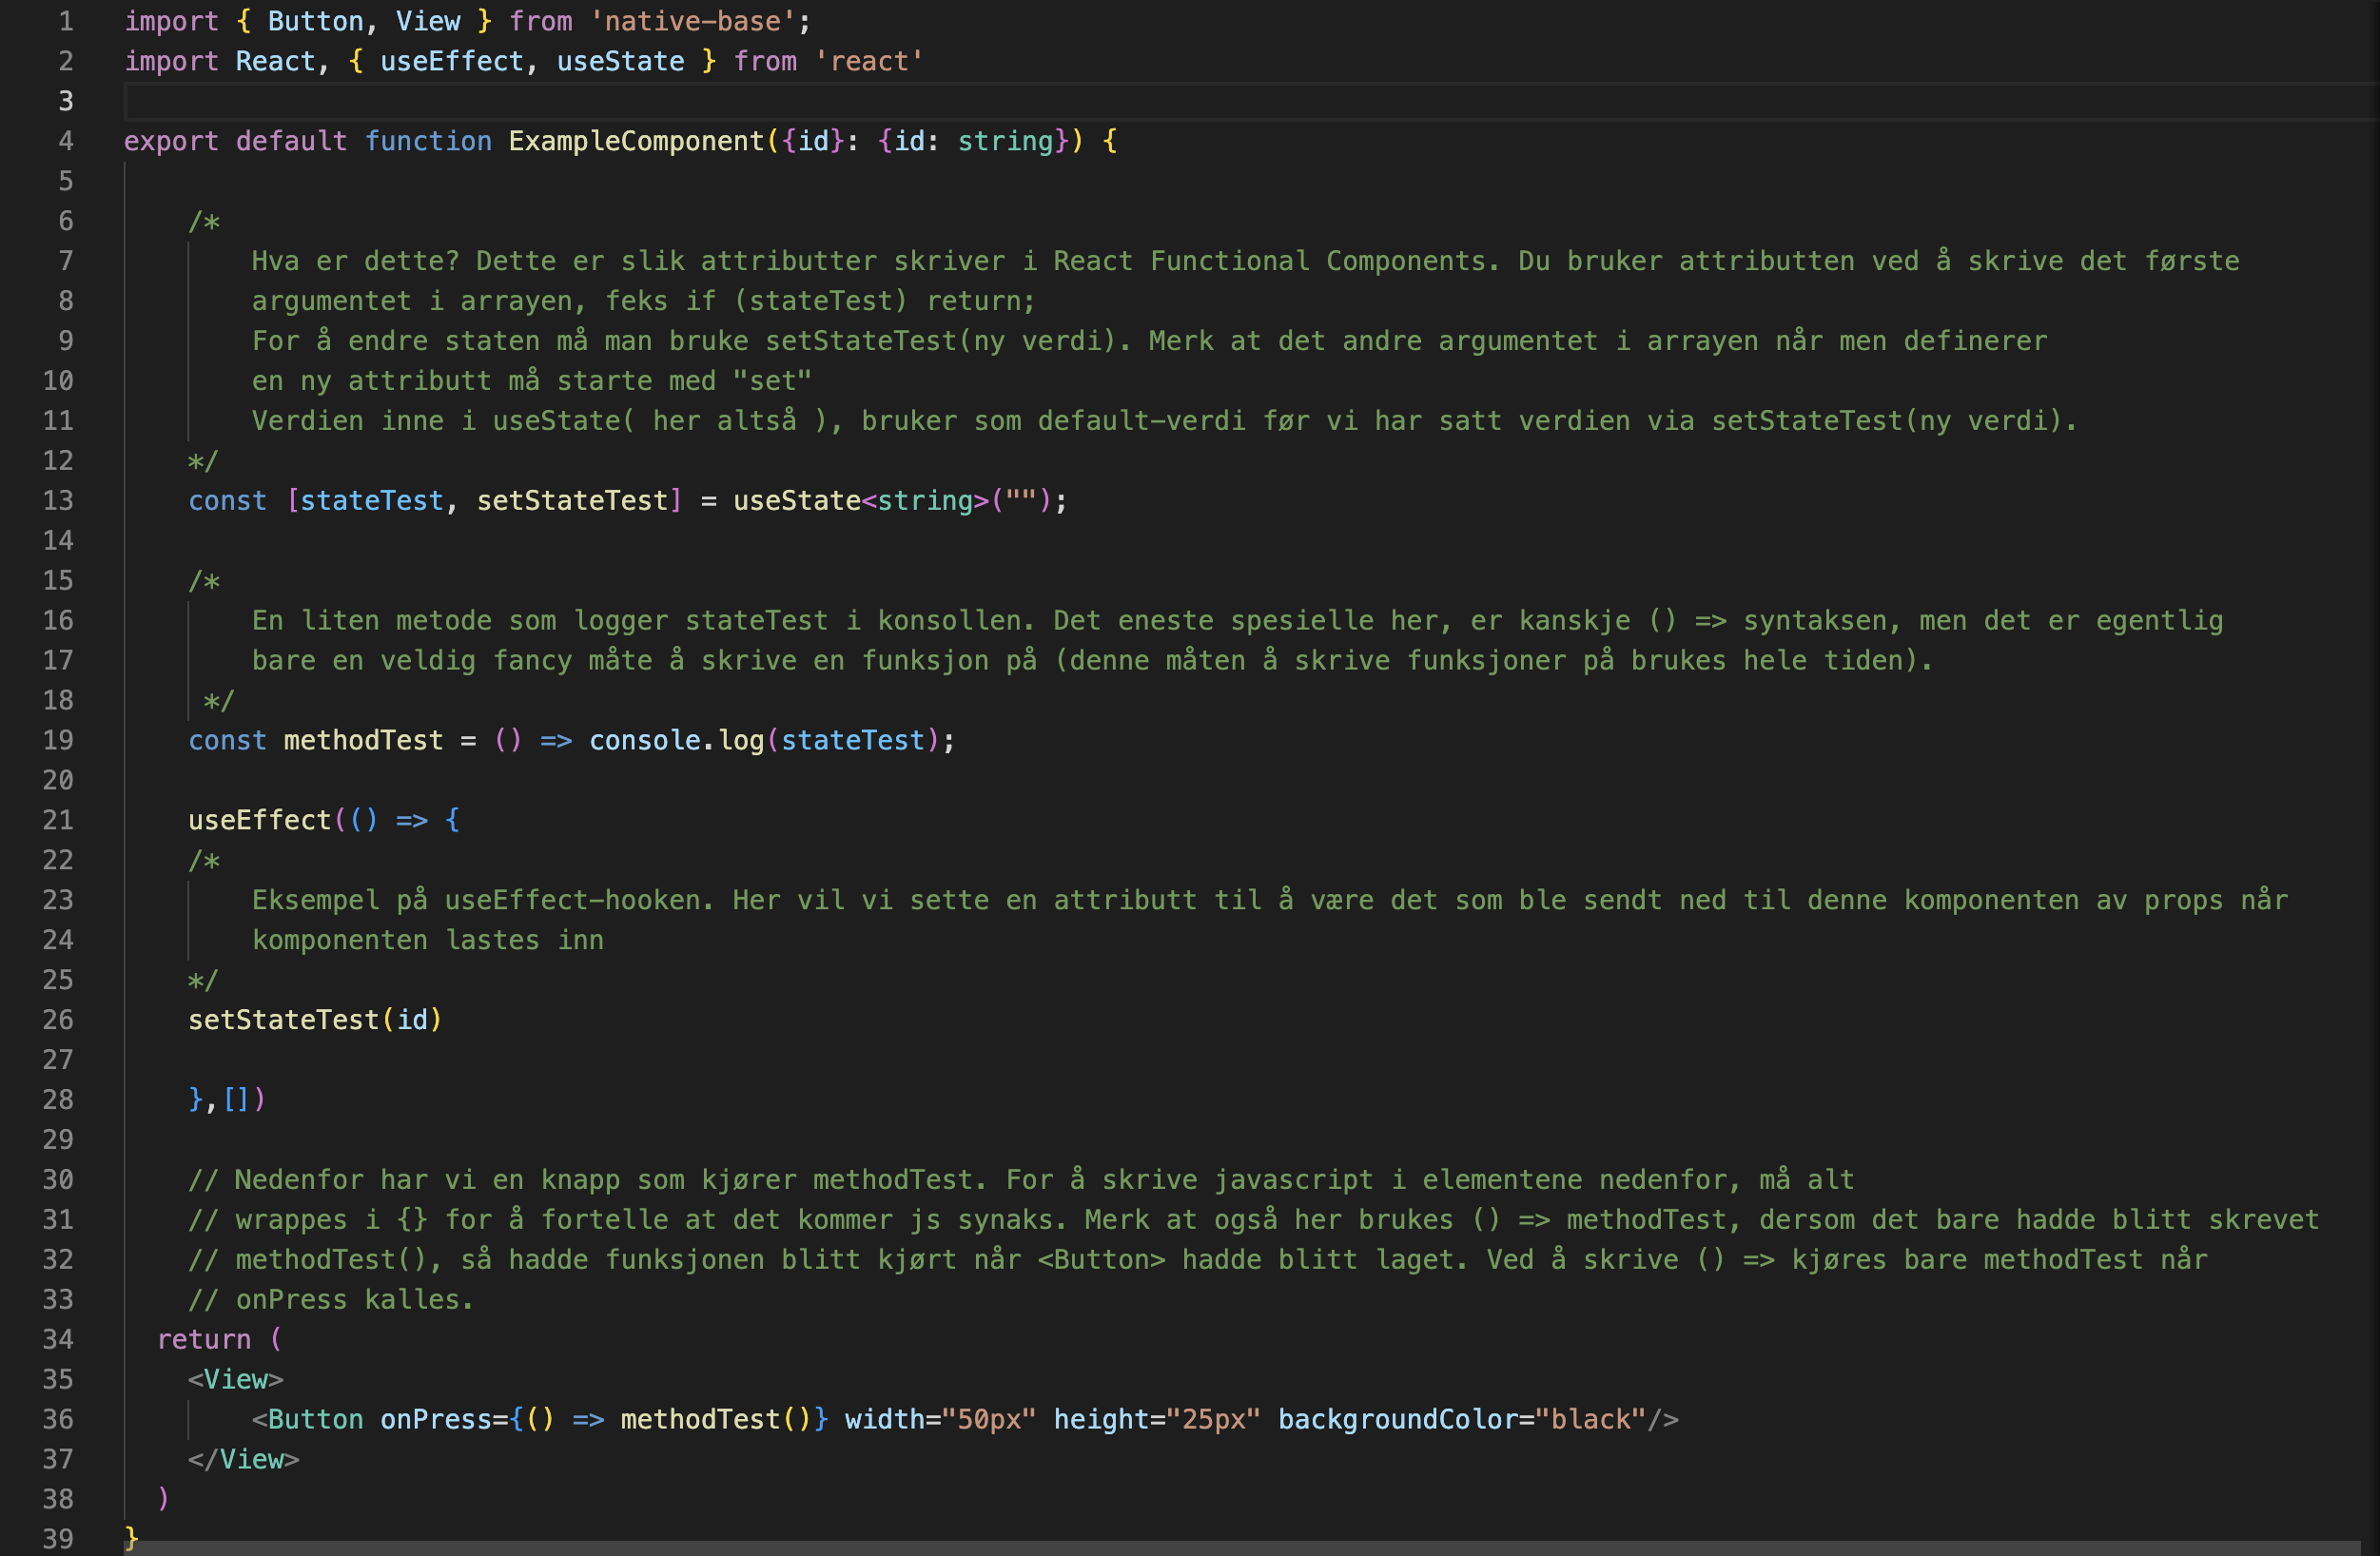 1 import { Button, View } from 'native-base';
2 import React, { useEffect, useState } from 'react'
3
4 export default function ExampleComponent({id}: {id: string}) {
5
6 /*
7 Hva er dette? Dette er slik attributter skriver i React Functional Components. Du bruker attributten ved å skrive det første
8 argumentet i arrayen, feks if (stateTest) return;
9 For å endre staten må man bruke setStateTest(ny verdi). Merk at det andre argumentet i arrayen når men definerer
10 en ny attributt må starte med "set"
11 Verdien inne i useState( her altså ), bruker som default-verdi før vi har satt verdien via setStateTest(ny verdi).
12 */
13 const [stateTest, setStateTest] = useState<string>("");
14
15 /*
16 En liten metode som logger stateTest i konsollen. Det eneste spesielle her, er kanskje () => syntaksen, men det er egentlig
17 bare en veldig fancy måte å skrive en funksjon på (denne måten å skrive funksjoner på brukes hele tiden).
18 */
19 const methodTest = () => console.log(stateTest);
20
21 useEffect(() => {
22 /*
23 Eksempel på useEffect-hooken. Her vil vi sette en attributt til å være det som ble sendt ned til denne komponenten av props når
24 komponenten lastes inn
25 */
26 setStateTest(id)
27
28 },[])
29
30 // Nedenfor har vi en knapp som kjører methodTest. For å skrive javascript i elementene nedenfor, må alt
31 // wrappes i {} for å fortelle at det kommer js synaks. Merk at også her brukes () => methodTest, dersom det bare hadde blitt skrevet
32 // methodTest(), så hadde funksjonen blitt kjørt når <Button> hadde blitt laget. Ved å skrive () => kjøres bare methodTest når
33 // onPress kalles.
34 return (
35 <View>
36 <Button onPress={() => methodTest()} width="50px" height="25px" backgroundColor="black"/>
37 </View>
38 )
39 }